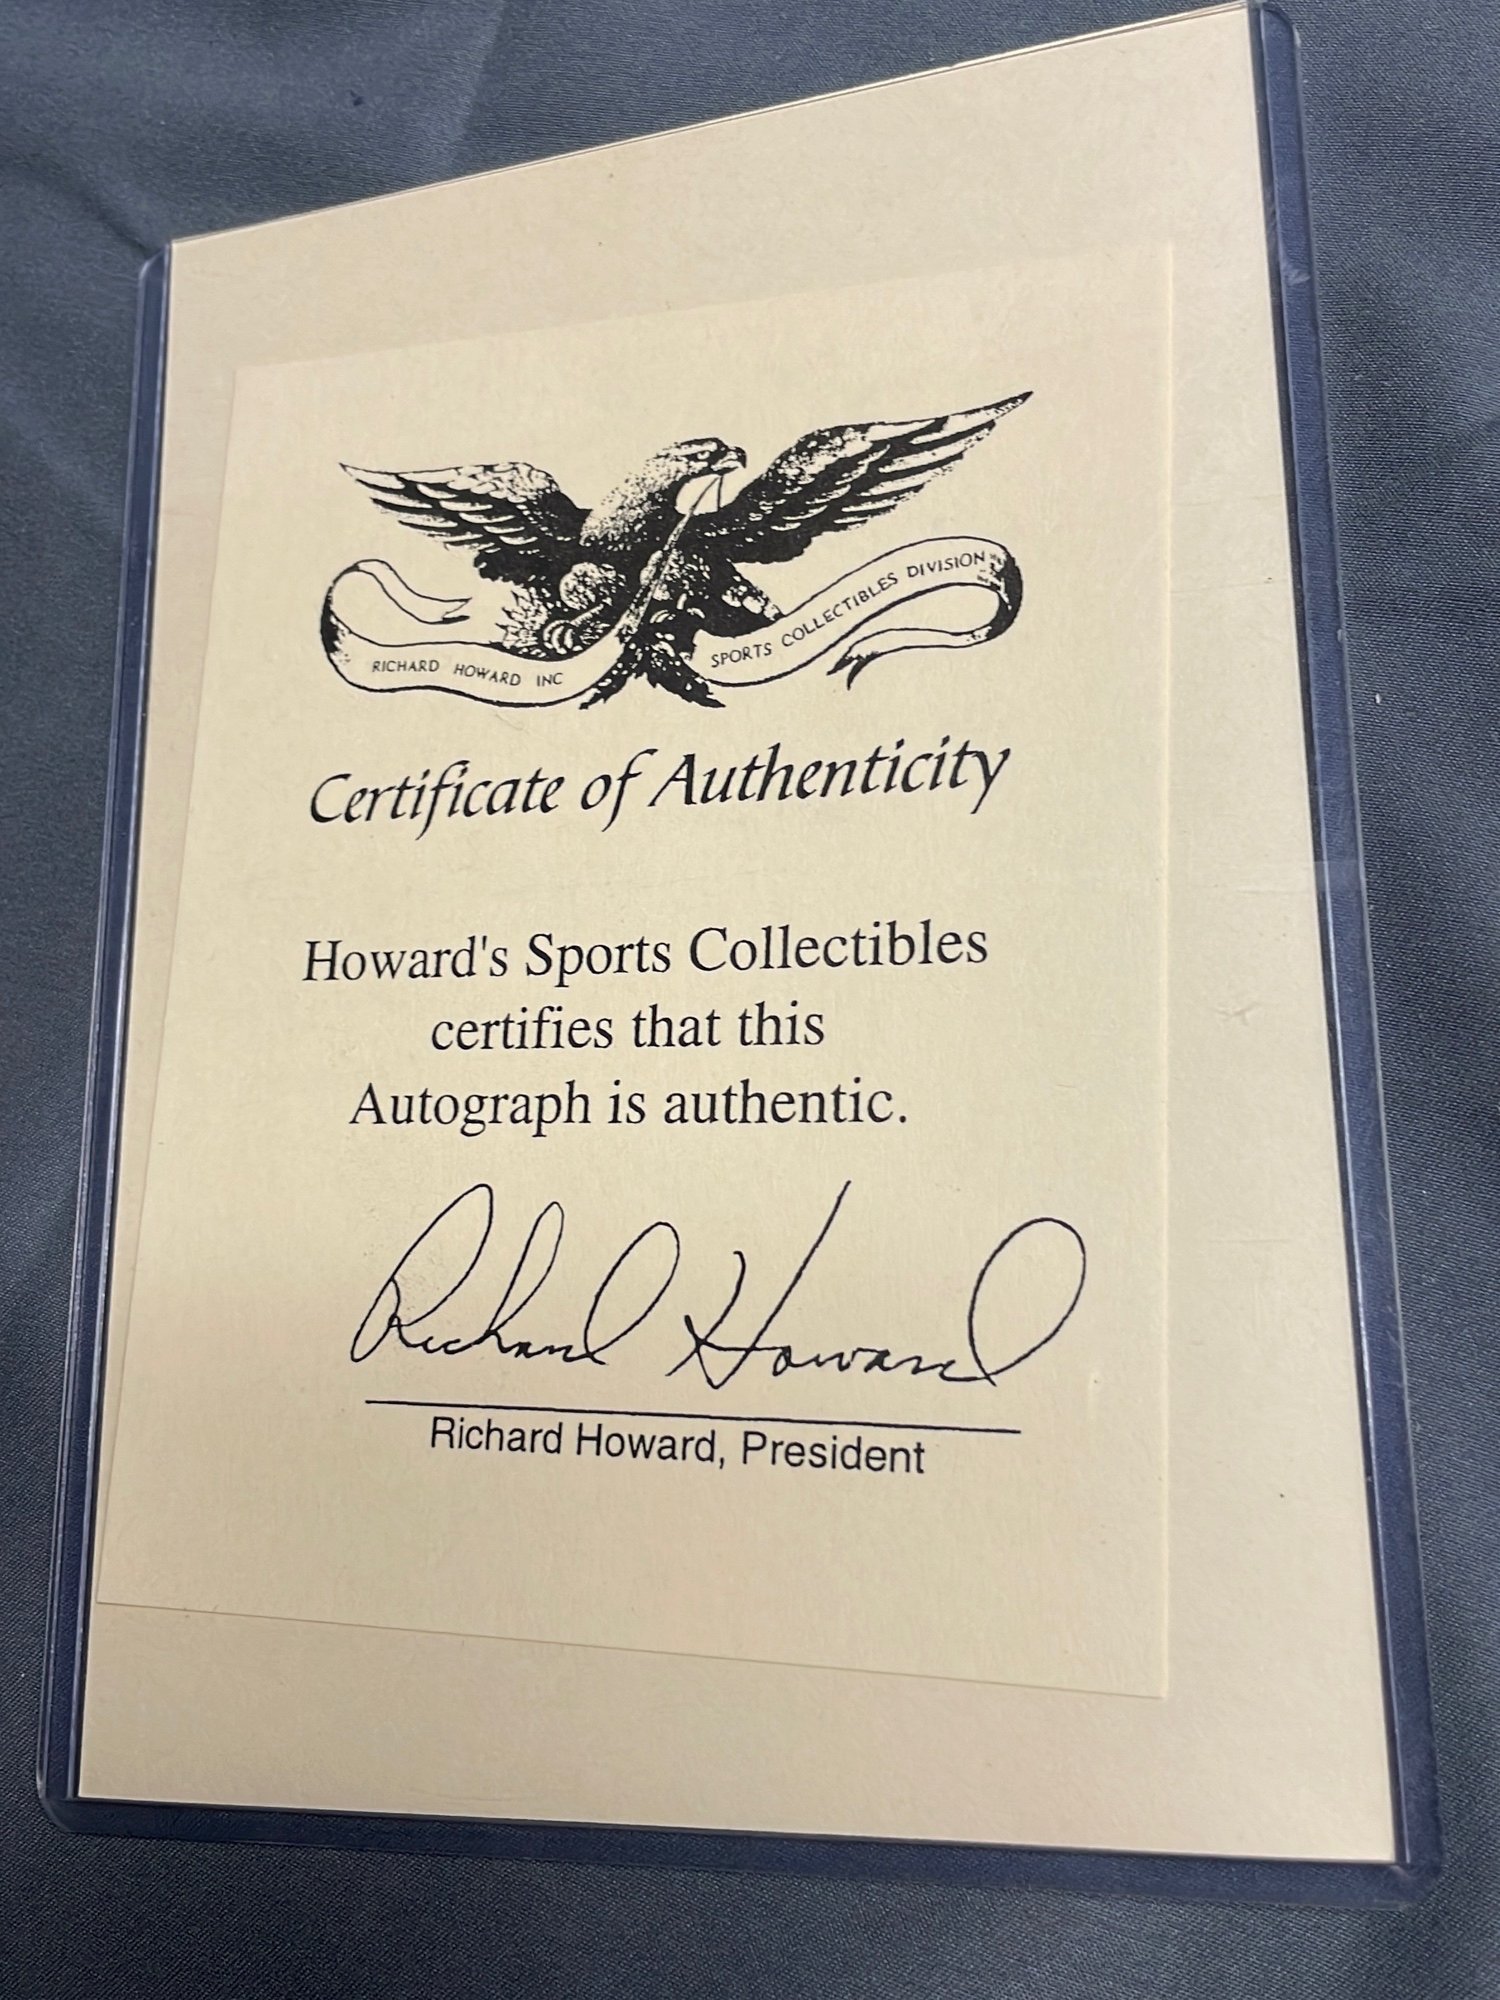 RICHARD HOWARD INC
SPORTS COLLECTIBLES DIVISION
Certificate of Authenticity
Howard's Sports Collectibles
certifies that this
Autograph is authentic.
Richard Howard
Richard Howard, President